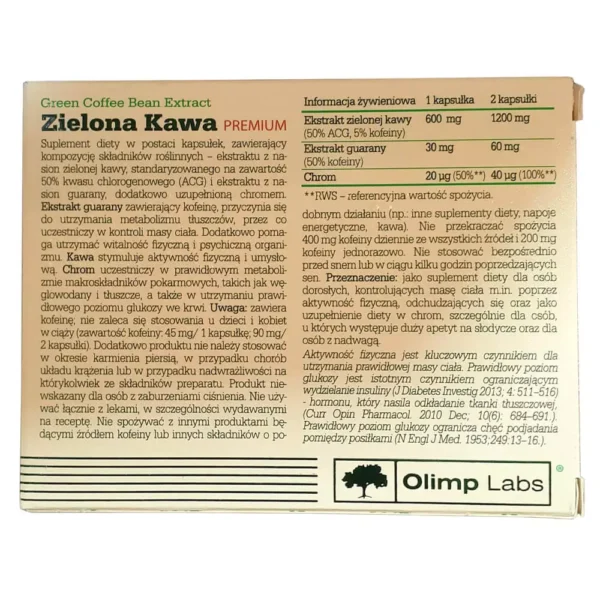 Green Coffee Bean Extract
Zielona Kawa PREMIUM
Suplement diety w postaci kapsułek, zawierający
kompozycję składników roślinnych – ekstraktu z na-
sion zielonej kawy, standaryzowanego na zawartość
50% kwasu chlorogenowego (ACG) i ekstraktu z na-
sion guarany, dodatkowo uzupełnioną chromem.
Ekstrakt guarany zawierający kofeinę, przyczynia się
do utrzymania metabolizmu tłuszczów, przez co
uczestniczy w kontroli masy ciała. Dodatkowo poma-
ga utrzymać witalność fizyczną i psychiczną organi-
zmu. Kawa stymuluje aktywność fizyczną i umysło-
wą. Chrom uczestniczy w prawidłowym metaboli-
zmie makroskładników pokarmowych, takich jak wę-
glowodany i tłuszcze, a także w utrzymaniu prawi-
dłowego poziomu glukozy we krwi. Uwaga: zawiera
kofeinę; nie zaleca się stosowania u dzieci i kobiet
w ciąży (zawartość kofeiny: 45 mg/ 1 kapsułkę; 90 mg/
2 kapsułki). Dodatkowo produktu nie należy stosować
w okresie karmienia piersią, w przypadku chorób
układu krążenia lub w przypadku nadwrażliwości na
którykolwiek ze składników preparatu. Produkt nie-
wskazany dla osób z zaburzeniami ciśnienia. Nie uży-
wać łącznie z lekami, w szczególności wydawanymi
na receptę. Nie spożywać z innymi produktami bę-
dącymi źródłem kofeiny lub innych składników o po-
Informacja żywieniowa 1 kapsułka 2 kapsułki
Ekstrakt zielonej kawy 600 mg 1200 mg
(50% ACG, 5% kofeiny)
Ekstrakt guarany 30 mg 60 mg
(50% kofeiny)
Chrom 20 µg (50%**) 40 µg (100%**)
**RWS – referencyjna wartość spożycia.
dobnym działaniu (np.: inne suplementy diety, napoje
energetyczne, kawa). Nie przekraczać spożycia
400 mg kofeiny dziennie ze wszystkich źródeł i 200 mg
kofeiny jednorazowo. Nie stosować bezpośrednio
przed snem lub w ciągu kilku godzin poprzedzających
sen. Przeznaczenie: jako suplement diety dla osób
dorosłych, kontrolujących masę ciała m.in. poprzez
aktywność fizyczną, odchudzających się oraz jako
uzupełnienie diety w chrom, szczególnie dla osób,
u których występuje duży apetyt na słodycze oraz dla
osób z nadwagą.
Aktywność fizyczna jest kluczowym czynnikiem dla
utrzymania prawidłowej masy ciała. Prawidłowy poziom
glukozy jest istotnym czynnikiem ograniczającym
wydzielanie insuliny (J Diabetes Investig 2013; 4: 511–516)
- hormonu, który nasila odkładanie tkanki tłuszczowej,
(Curr Opin Pharmacol. 2010 Dec; 10(6): 684–691.).
Prawidłowy poziom glukozy ogranicza chęć podjadania
pomiędzy posiłkami (N Engl J Med. 1953;249:13–16.).
Olimp Labs®